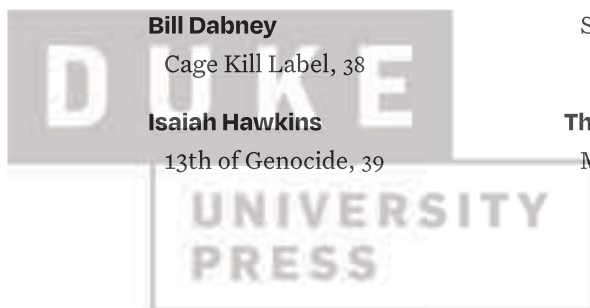 Bill Dabney
Cage Kill Label, 38
Isaiah Hawkins
13th of Genocide, 39
DUKE
UNIVERSITY
PRESS